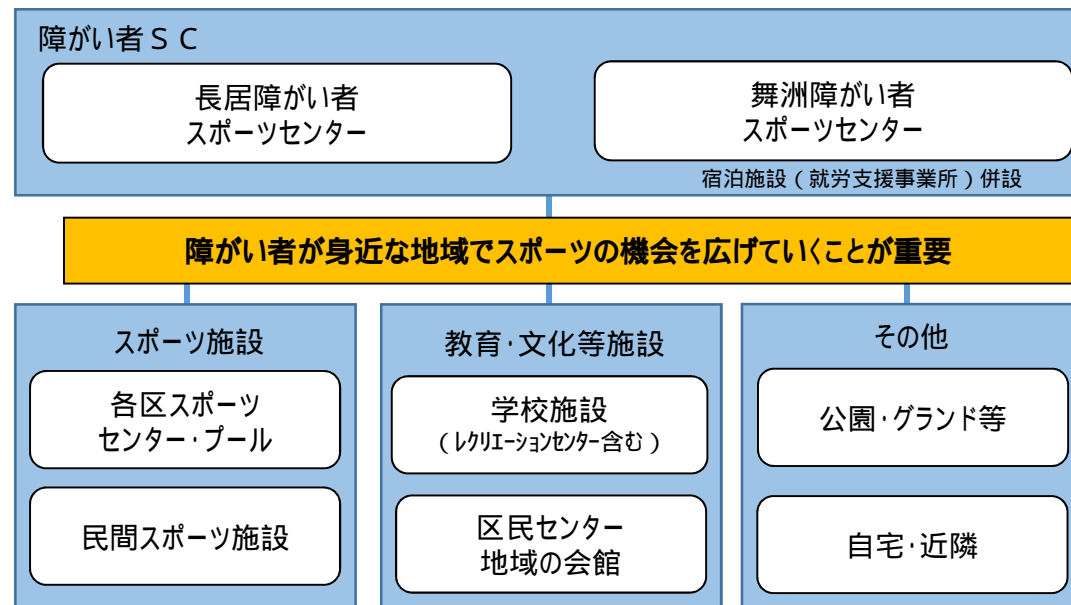 障がい者ＳＣ
長居障がい者
スポーツセンター
舞洲障がい者
スポーツセンター
宿泊施設（就労支援事業所）併設
障がい者が身近な地域でスポーツの機会を広げていくことが重要
スポーツ施設
各区スポーツ
センター・プール
民間スポーツ施設
教育・文化等施設
学校施設
（レクリエーションセンター含む）
区民センター
地域の会館
その他
公園・グランド等
自宅・近隣